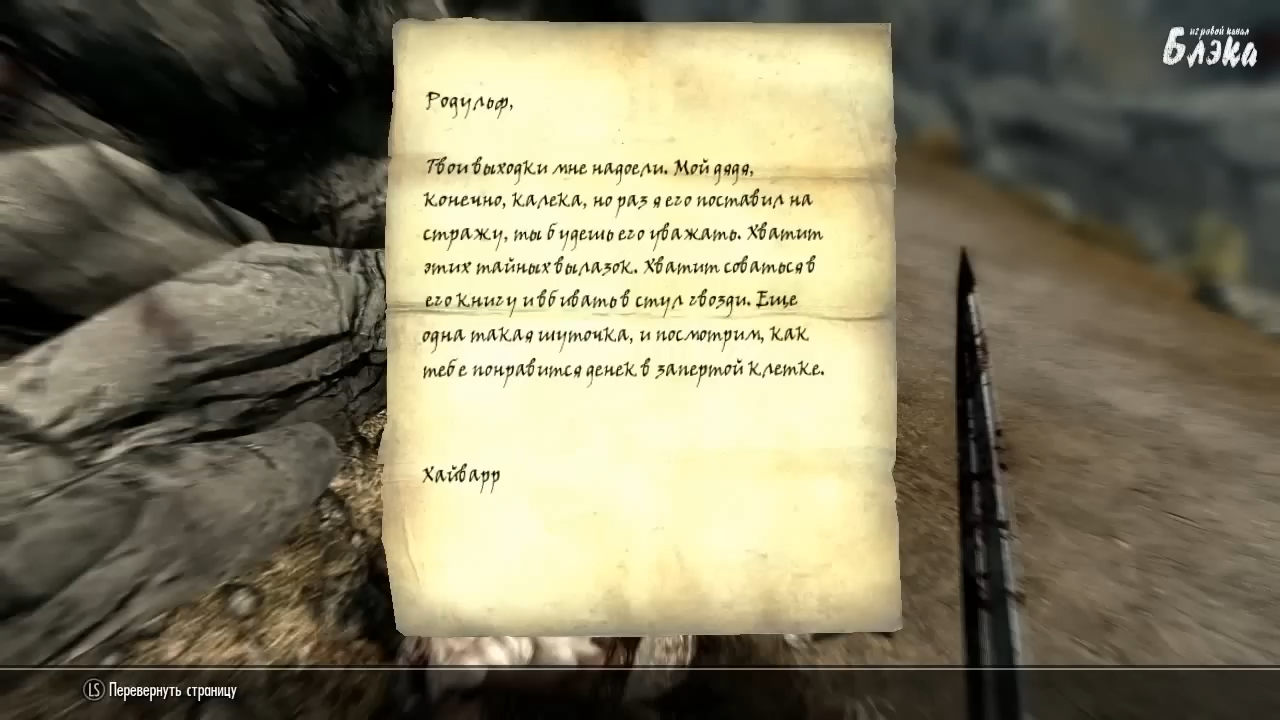 игровой канал
Блэка
Родульф,
Твои выходки мне надоели. Мой дядя,
конечно, калека, но раз я его поставил на
стражу, ты будешь его уважать. Хватит
этих тайных вылазок. Хватит соваться в
его книгу и вбивать в стул гвозди. Еще
одна такая шуточка, и посмотрим, как
тебе понравится денек в запертой клетке.
Хайварр
LS Перевернуть страницу